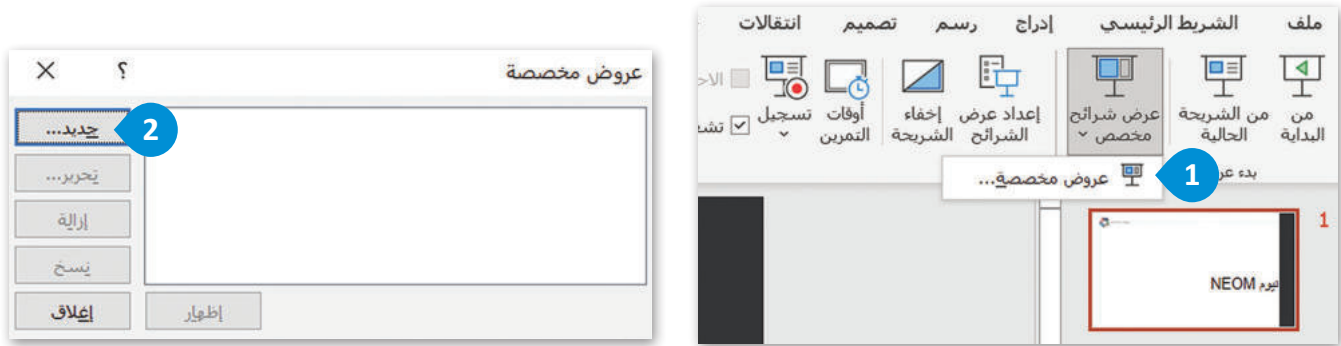 ملف الشريط الرئيسي إدراج رسم تصميم انتقالات
من البداية
من الشريحة الحالية
عرض شرائح مخصص
إعداد عرض الشرائح
إخفاء الشريحة
أوقات التمرين
تسجيل
عروض مخصصة...
1
بدء
1
نيوم NEOM
عروض مخصصة
؟
جديد...
2
تحرير...
إزالة
نسخ
إغلاق
إظهار